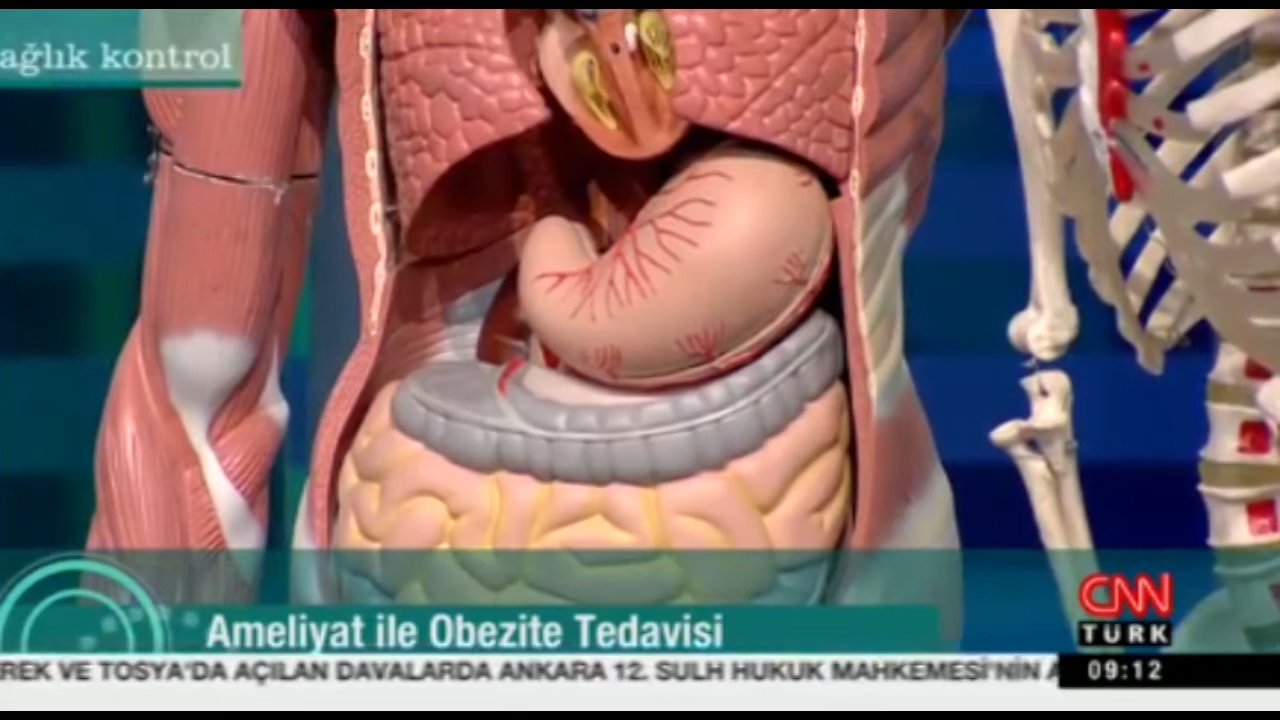 ağlık kontrol
Ameliyat ile Obezite Tedavisi
CNN
TÜRK
REK VE TOSYA'DA AÇILAN DAVALARDA ANKARA 12. SULH HUKUK MAHKEMESİ'NİN A
09:12